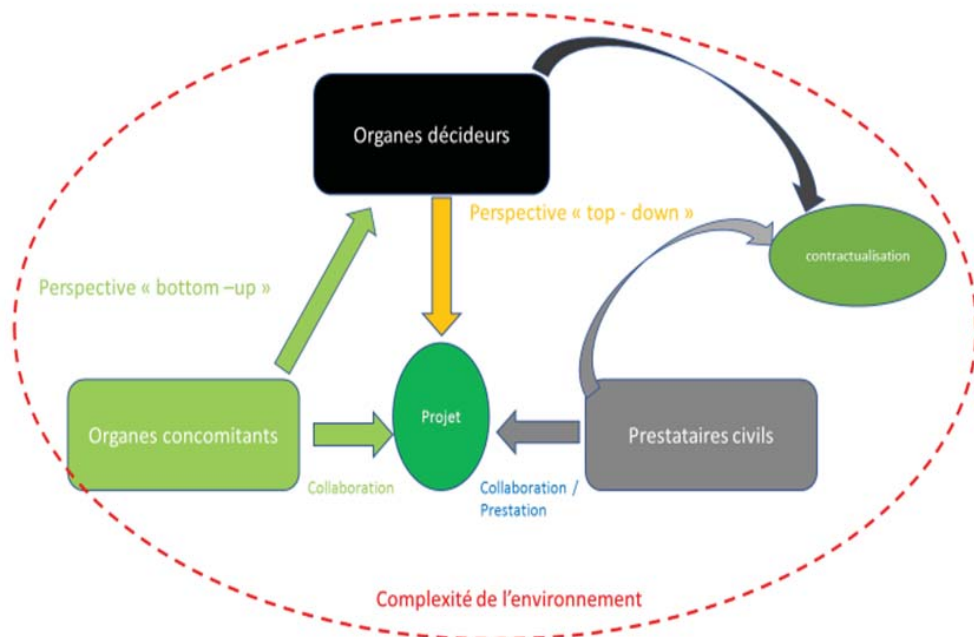 Organes décideurs
Perspective « top - down »
contractualisation
Perspective « bottom –up »
Organes concomitants
Projet
Prestataires civils
Collaboration
Collaboration /
Prestation
Complexité de l'environnement